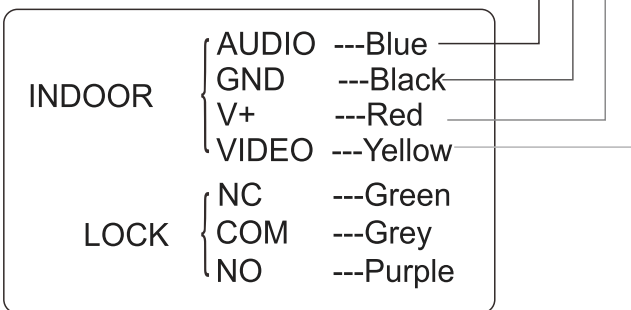 AUDIO ---Blue
GND ---Black
INDOOR
V+ ---Red
VIDEO ---Yellow
NC ---Green
LOCK
COM ---Grey
NO ---Purple